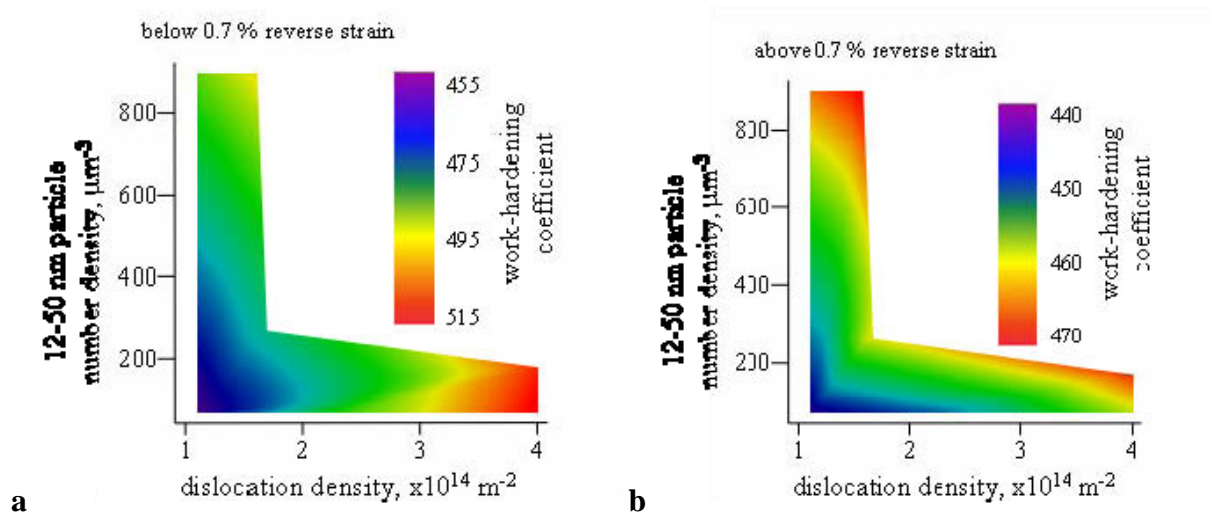 below 0.7 % reverse strain
12-50 nm particle
number density, μm⁻³
800
600
400
200
1
2
3
4
dislocation density, x10¹⁴ m⁻²
455
475
495
515
work-hardening
coefficient
a
above 0.7 % reverse strain
12-50 nm particle
number density, μm⁻³
800
600
400
200
1
2
3
4
dislocation density, x10¹⁴ m⁻²
440
450
460
470
work-hardening
coefficient
b